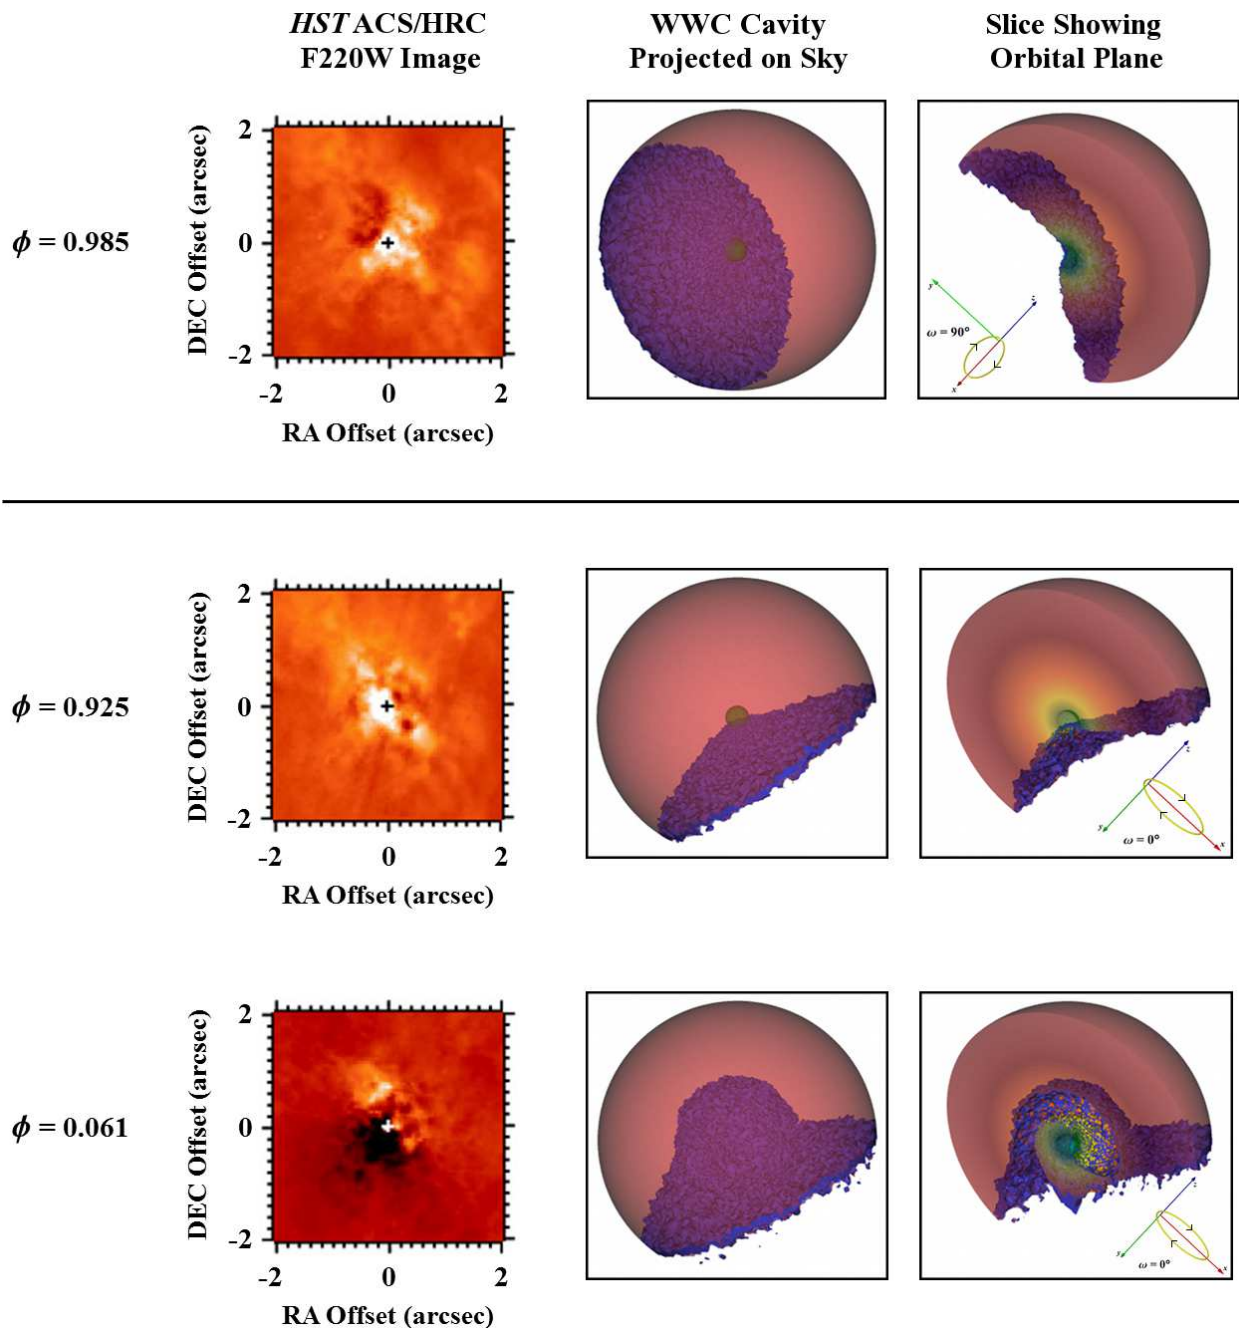 HST ACS/HRC
F220W Image
WWC Cavity
Projected on Sky
Slice Showing
Orbital Plane
ϕ = 0.985
DEC Offset (arcsec)
2
0
-2
-2 0 2
RA Offset (arcsec)
y
z
ω = 90°
x
ϕ = 0.925
DEC Offset (arcsec)
2
0
-2
-2 0 2
RA Offset (arcsec)
z
y
ω = 0°
x
ϕ = 0.061
DEC Offset (arcsec)
2
0
-2
-2 0 2
RA Offset (arcsec)
z
y
ω = 0°
x